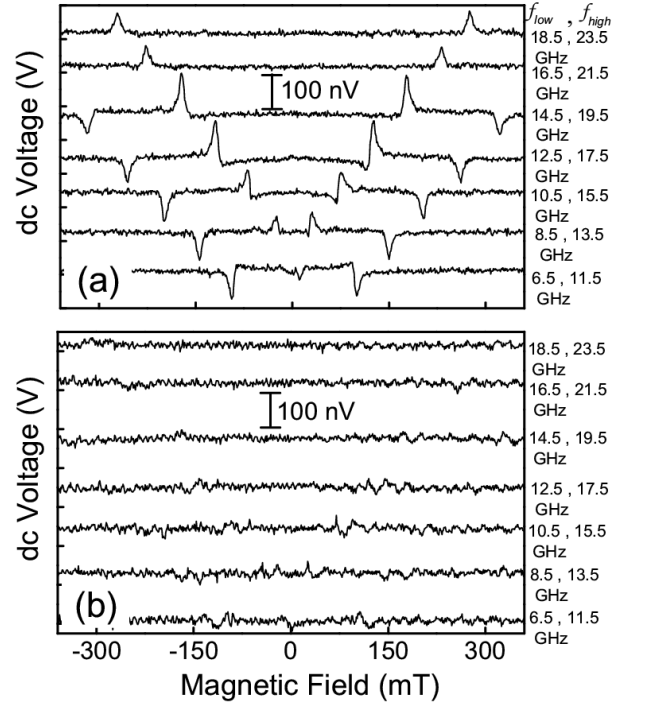 f_low , f_high
18.5 , 23.5
GHz
16.5 , 21.5
GHz
100 nV
14.5 , 19.5
GHz
12.5 , 17.5
GHz
10.5 , 15.5
GHz
8.5 , 13.5
GHz
6.5 , 11.5
GHz
dc Voltage (V)
(a)
18.5 , 23.5
GHz
16.5 , 21.5
GHz
100 nV
14.5 , 19.5
GHz
12.5 , 17.5
GHz
10.5 , 15.5
GHz
8.5 , 13.5
GHz
6.5 , 11.5
GHz
dc Voltage (V)
(b)
-300 -150 0 150 300
Magnetic Field (mT)